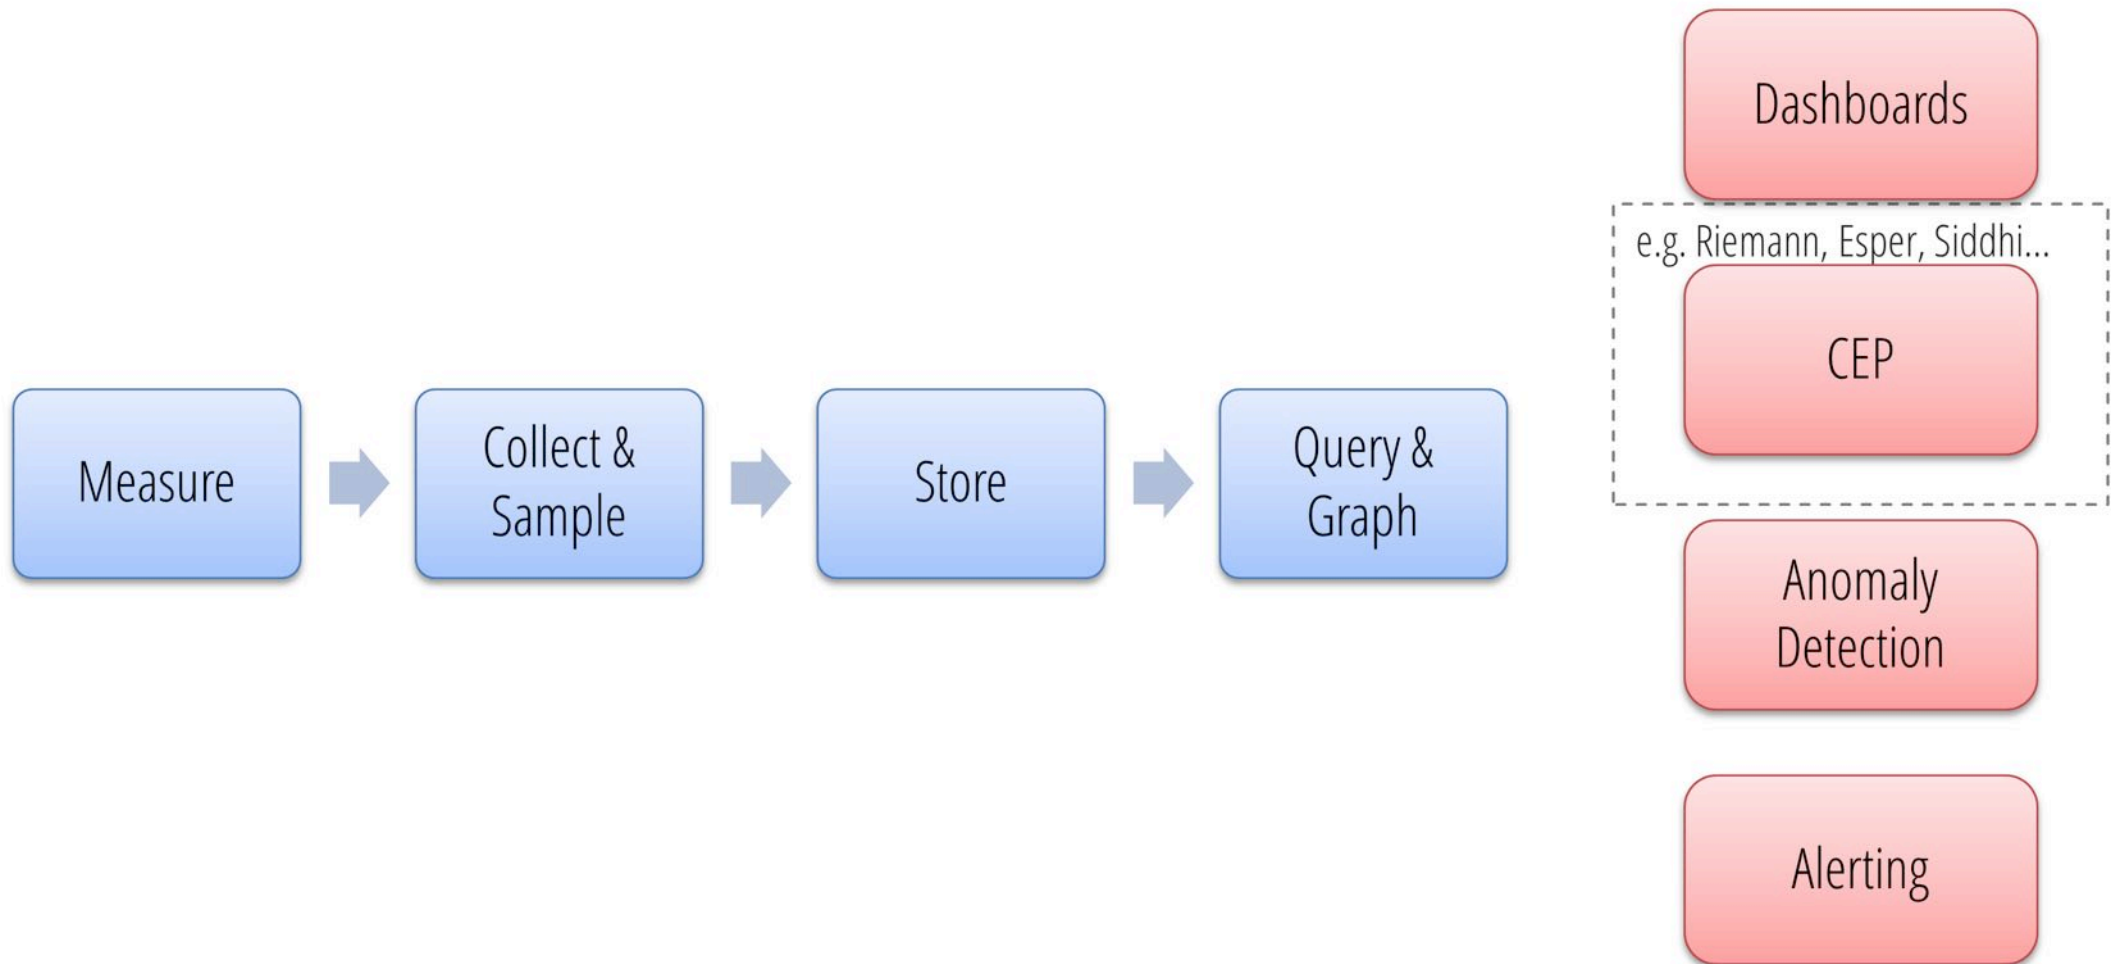 Dashboards
e.g. Riemann, Esper, Siddhi...
CEP
Measure
Collect &
Sample
Store
Query &
Graph
Anomaly
Detection
Alerting